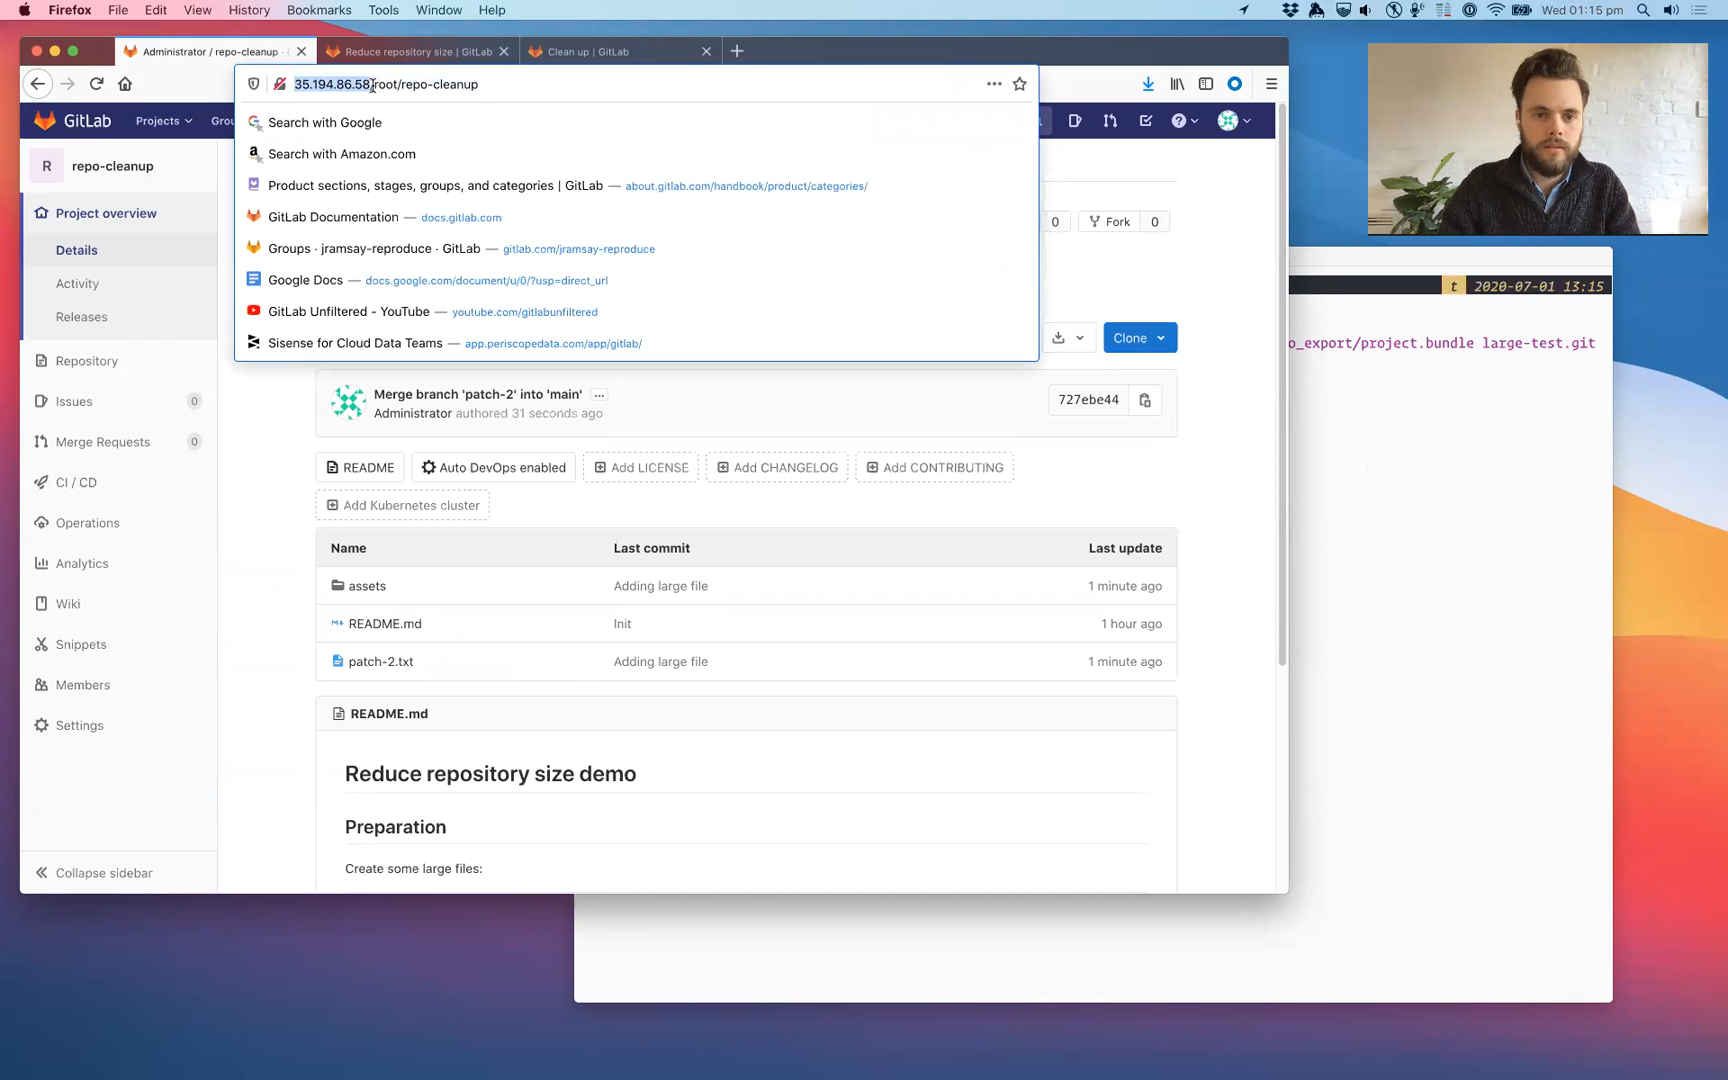 Firefox File Edit View History Bookmarks Tools Window Help
Wed 01:15 pm
Administrator / repo-cleanup ·
Reduce repository size | GitLab
Clean up | GitLab
35.194.86.58/root/repo-cleanup
Search with Google
Search with Amazon.com
Product sections, stages, groups, and categories | GitLab — about.gitlab.com/handbook/product/categories/
GitLab Documentation — docs.gitlab.com
Groups · jramsay-reproduce · GitLab — gitlab.com/jramsay-reproduce
Google Docs — docs.google.com/document/u/0/?usp=direct_url
GitLab Unfiltered - YouTube — youtube.com/gitlabunfiltered
Sisense for Cloud Data Teams — app.periscopedata.com/app/gitlab/
GitLab Projects Grou
R repo-cleanup
Project overview
Details
Activity
Releases
Repository
Issues 0
Merge Requests 0
CI / CD
Operations
Analytics
Wiki
Snippets
Members
Settings
Collapse sidebar
0 Fork 0
Clone
Merge branch 'patch-2' into 'main' ...
Administrator authored 31 seconds ago
727ebe44
README Auto DevOps enabled Add LICENSE Add CHANGELOG Add CONTRIBUTING
Add Kubernetes cluster
Name Last commit Last update
assets Adding large file 1 minute ago
README.md Init 1 hour ago
patch-2.txt Adding large file 1 minute ago
README.md
Reduce repository size demo
Preparation
Create some large files:
t 2020-07-01 13:15
o_export/project.bundle large-test.git